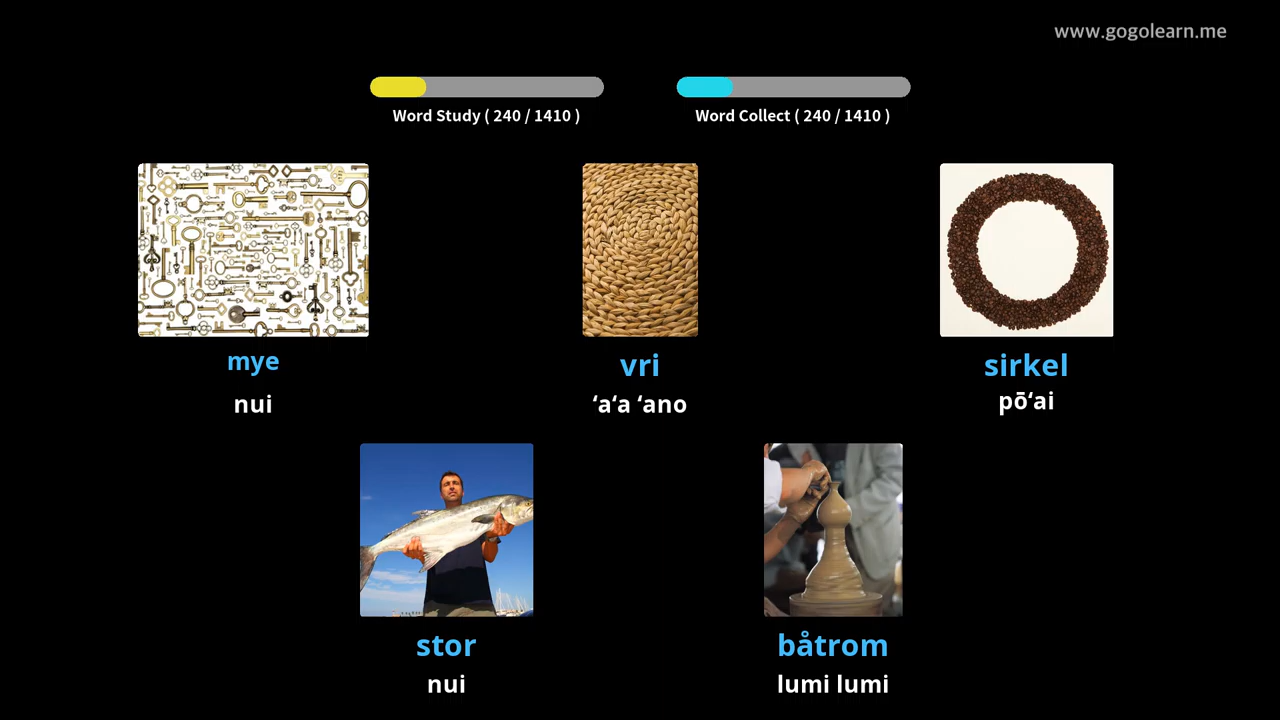 www.gogolearn.me
Word Study ( 240 / 1410 )
Word Collect ( 240 / 1410 )
mye
nui
vri
ʻaʻa ʻano
sirkel
pōʻai
stor
nui
båtrom
lumi lumi